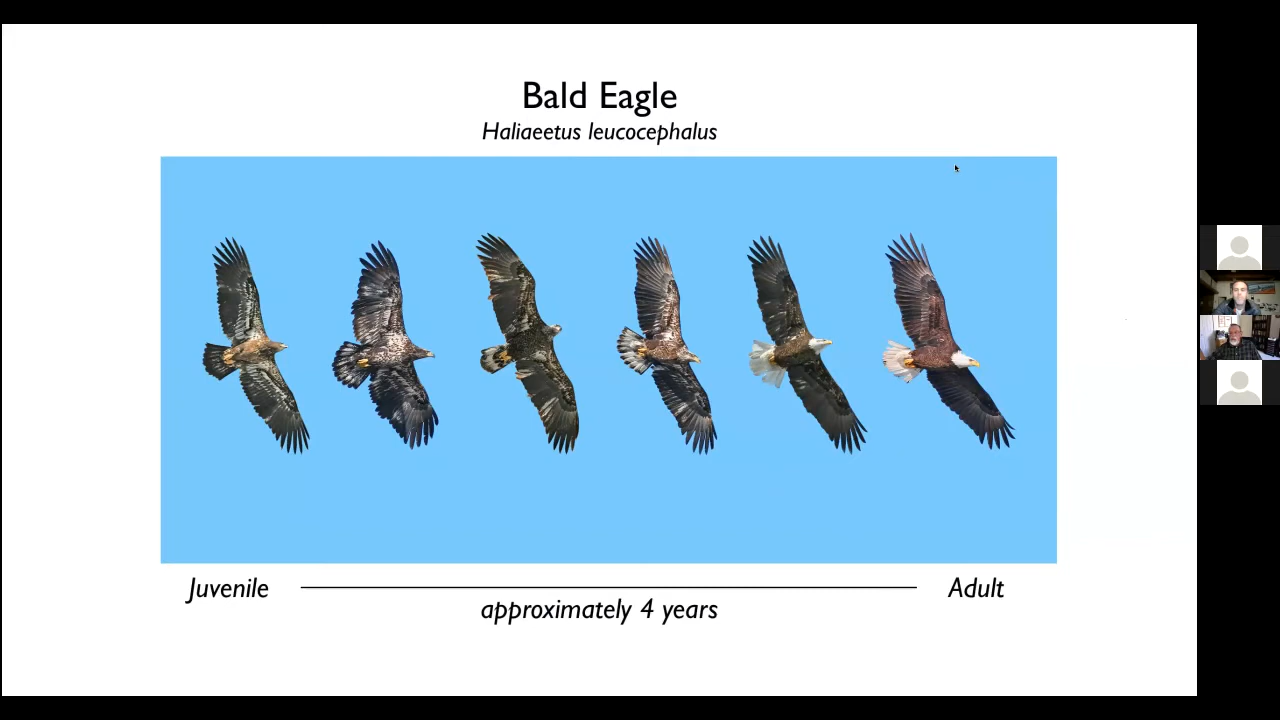 Bald Eagle
Haliaeetus leucocephalus
Juvenile
Adult
approximately 4 years